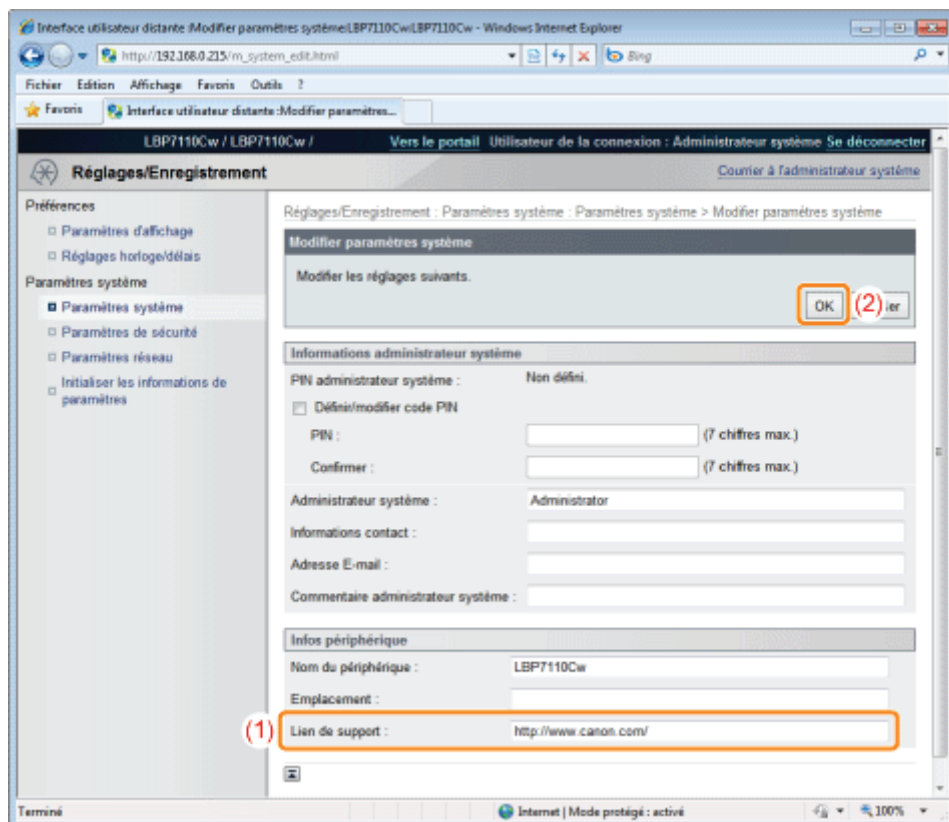 Interface utilisateur distante :Modifier paramètres système:LBP7110Cw:LBP7110Cw - Windows Internet Explorer
http://192.168.0.215/m_system_edit.html
Bing
Fichier Edition Affichage Favoris Outils ?
Favoris Interface utilisateur distante :Modifier paramètres...
LBP7110Cw / LBP7110Cw / Vers le portail Utilisateur de la connexion : Administrateur système Se déconnecter
Réglages/Enregistrement Courrier à l'administrateur système
Préférences
Paramètres d'affichage
Réglages horloge/délais
Paramètres système
Paramètres système
Paramètres de sécurité
Paramètres réseau
Initialiser les informations de
paramètres
Réglages/Enregistrement : Paramètres système : Paramètres système > Modifier paramètres système
Modifier paramètres système
Modifier les réglages suivants.
OK (2) er
Informations administrateur système
PIN administrateur système : Non défini.
Définir/modifier code PIN
PIN : (7 chiffres max.)
Confirmer : (7 chiffres max.)
Administrateur système : Administrator
Informations contact :
Adresse E-mail :
Commentaire administrateur système :
Infos périphérique
Nom du périphérique : LBP7110Cw
Emplacement :
(1) Lien de support : http://www.canon.com/
Terminé Internet | Mode protégé : activé 100%